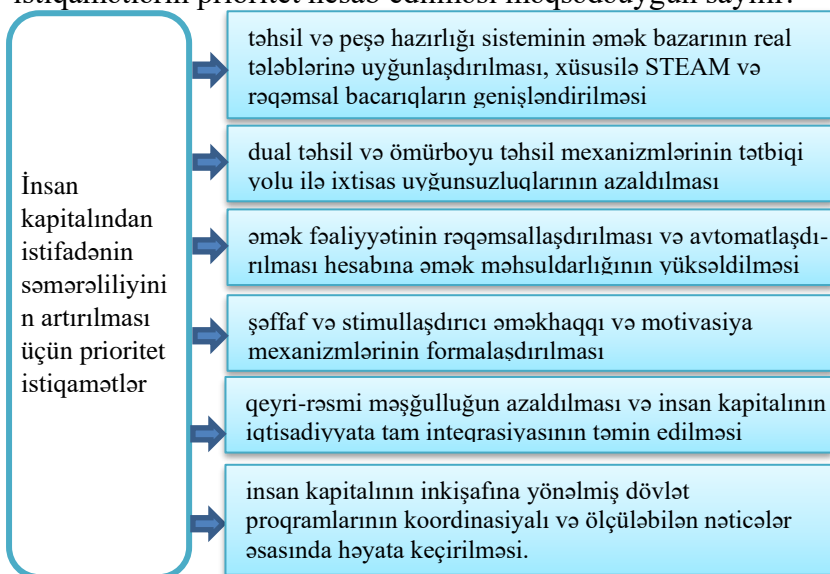 istiqamətlərin prioritet hesab edilməsi məqsədəuyğun sayılır:
İnsan
kapitalından
istifadənin
səmərəliliyini
n artırılması
üçün prioritet
istiqamətlər
təhsil və peşə hazırlığı sisteminin əmək bazarının real
tələblərinə uyğunlaşdırılması, xüsusilə STEAM və
rəqəmsal bacarıqların genişləndirilməsi
dual təhsil və ömürboyu təhsil mexanizmlərinin tətbiqi
yolu ilə ixtisas uyğunsuzluqlarının azaldılması
əmək fəaliyyətinin rəqəmsallaşdırılması və avtomatlaşdı-
rılması hesabına əmək məhsuldarlığının yüksəldilməsi
şəffaf və stimullaşdırıcı əməkhaqqı və motivasiya
mexanizmlərinin formalaşdırılması
qeyri-rəsmi məşğulluğun azaldılması və insan kapitalının
iqtisadiyyata tam inteqrasiyasının təmin edilməsi
insan kapitalının inkişafına yönəlmiş dövlət
proqramlarının koordinasiyalı və ölçüləbilən nəticələr
əsasında həyata keçirilməsi.